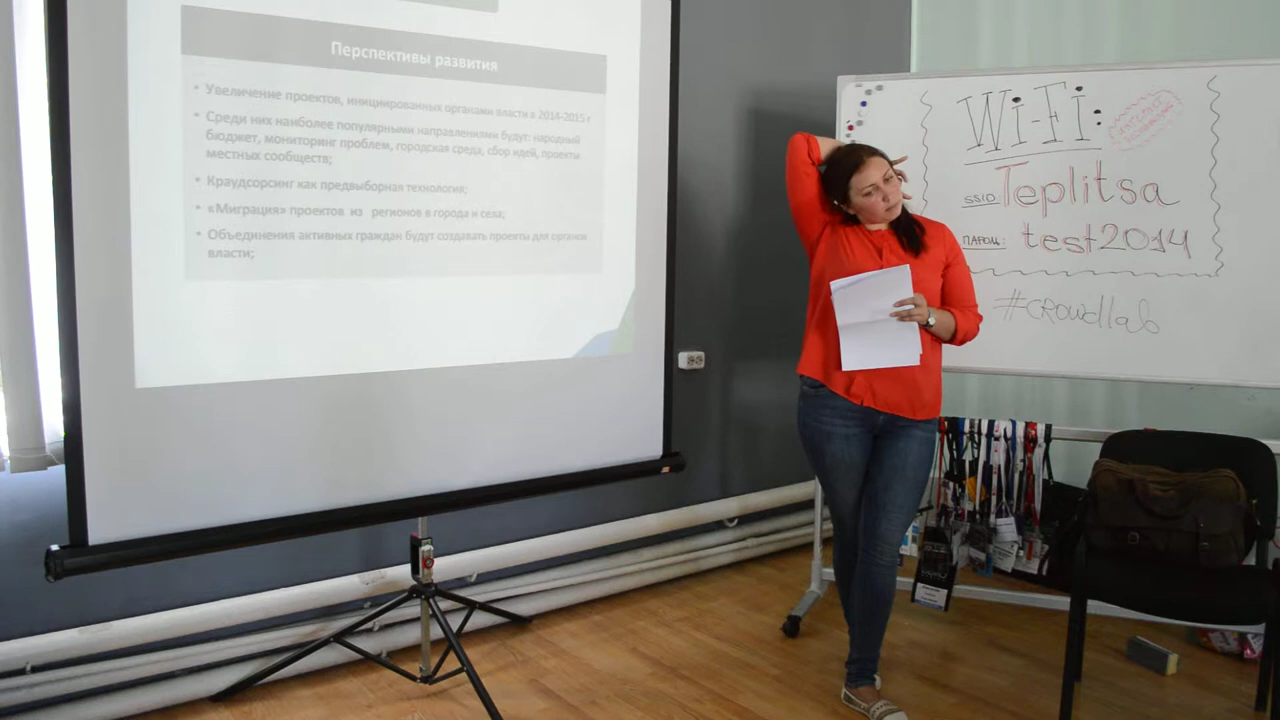 Перспективы развития
• Увеличение проектов, инициированных органами власти в 2014-2015 г
• Среди них наиболее популярными направлениями будут: народный
бюджет, мониторинг проблем, городская среда, сбор идей, проекты
местных сообществ;
• Краудсорсинг как предвыборная технология;
• «Миграция» проектов из регионов в города и села;
• Объединения активных граждан будут создавать проекты для органов
власти;
Wi-Fi:
SSID Teplitsa
ПАРОЛЬ: test2014
#CROWDlab